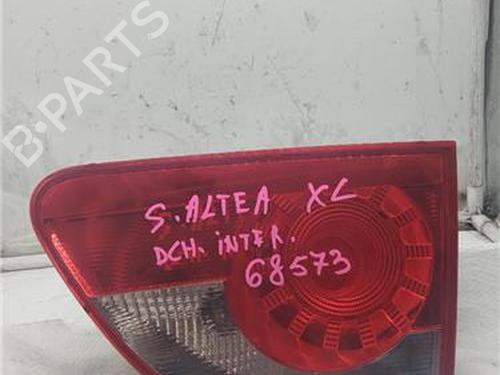 B-PARTS
S. ALTEA XL
DCH. INTER.
68573